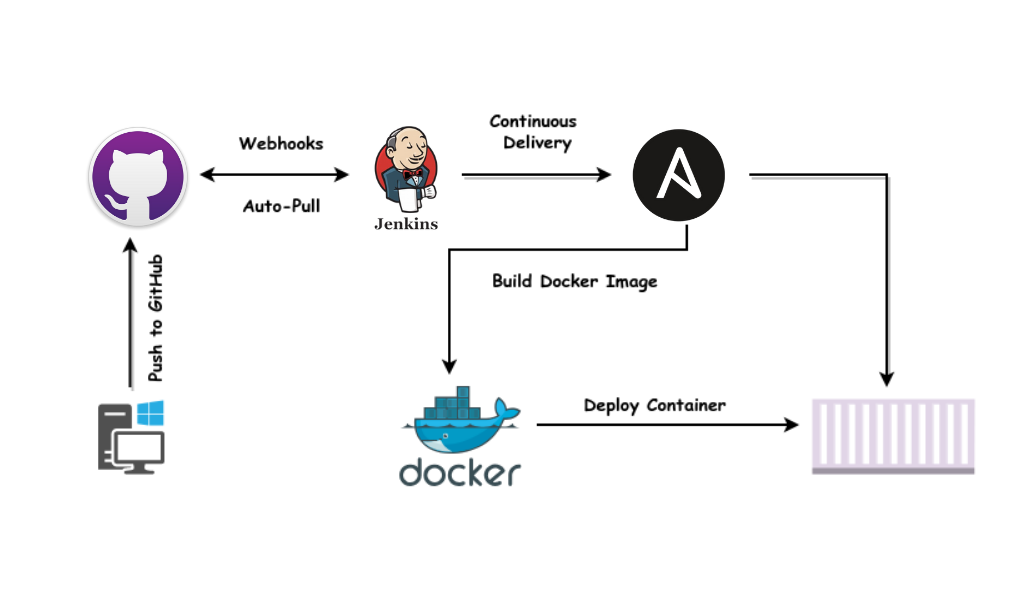 Webhooks
Auto-Pull
Jenkins
Continuous
Delivery
Push to GitHub
Build Docker Image
docker
Deploy Container